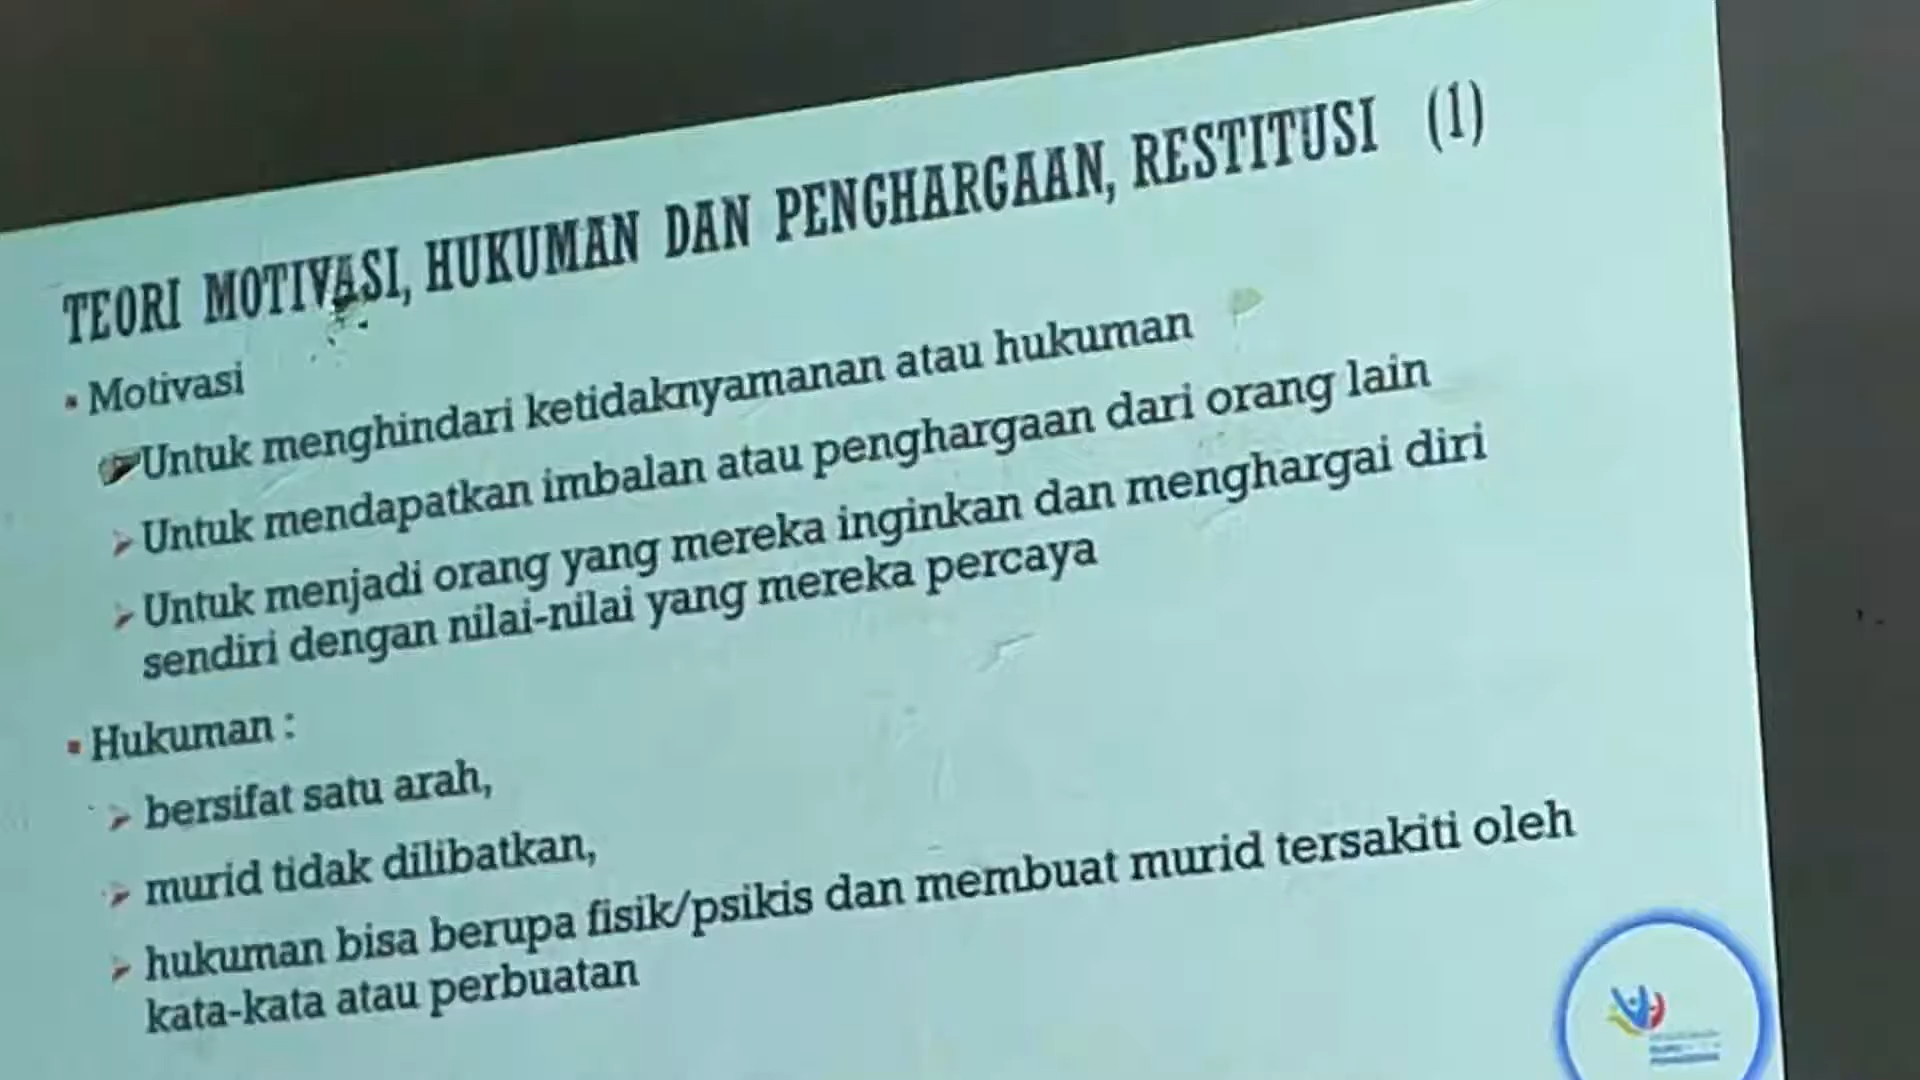 TEORI MOTIVASI, HUKUMAN DAN PENGHARGAAN, RESTITUSI (1)
Motivasi
Untuk menghindari ketidaknyamanan atau hukuman
Untuk mendapatkan imbalan atau penghargaan dari orang lain
Untuk menjadi orang yang mereka inginkan dan menghargai diri
sendiri dengan nilai-nilai yang mereka percaya
Hukuman :
bersifat satu arah,
murid tidak dilibatkan,
hukuman bisa berupa fisik/psikis dan membuat murid tersakiti oleh
kata-kata atau perbuatan